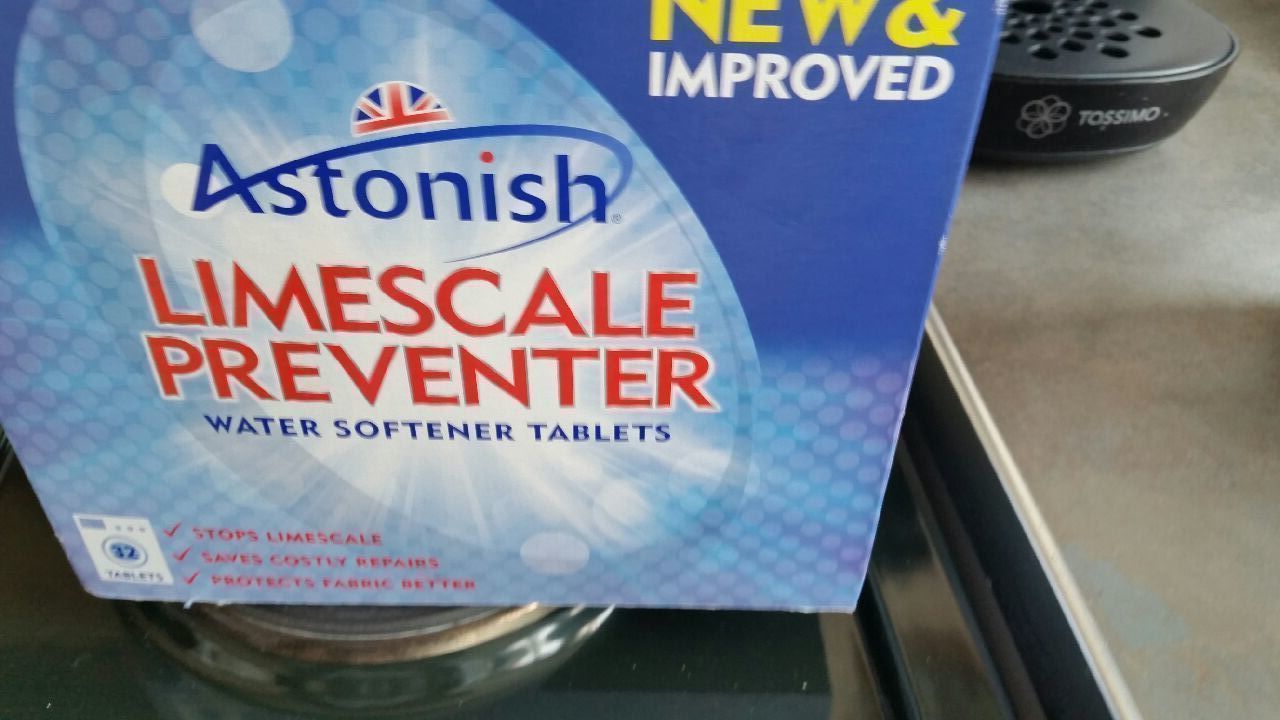 NEW&
IMPROVED
TOSSIMO
Astonish
LIMESCALE
PREVENTER
WATER SOFTENER TABLETS
STOPS LIMESCALE
SAVES COSTLY REPAIRS
PROTECTS FABRIC BETTER
32
TABLETS